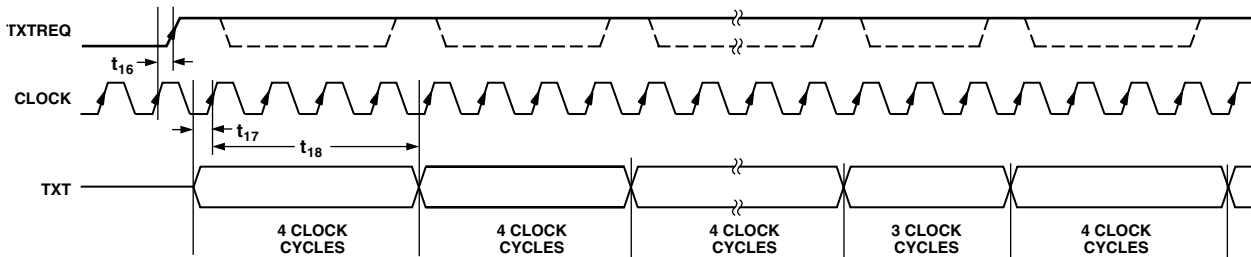 TXTREQ
t16
CLOCK
t17
t18
TXT
4 CLOCK
CYCLES
4 CLOCK
CYCLES
4 CLOCK
CYCLES
3 CLOCK
CYCLES
4 CLOCK
CYCLES